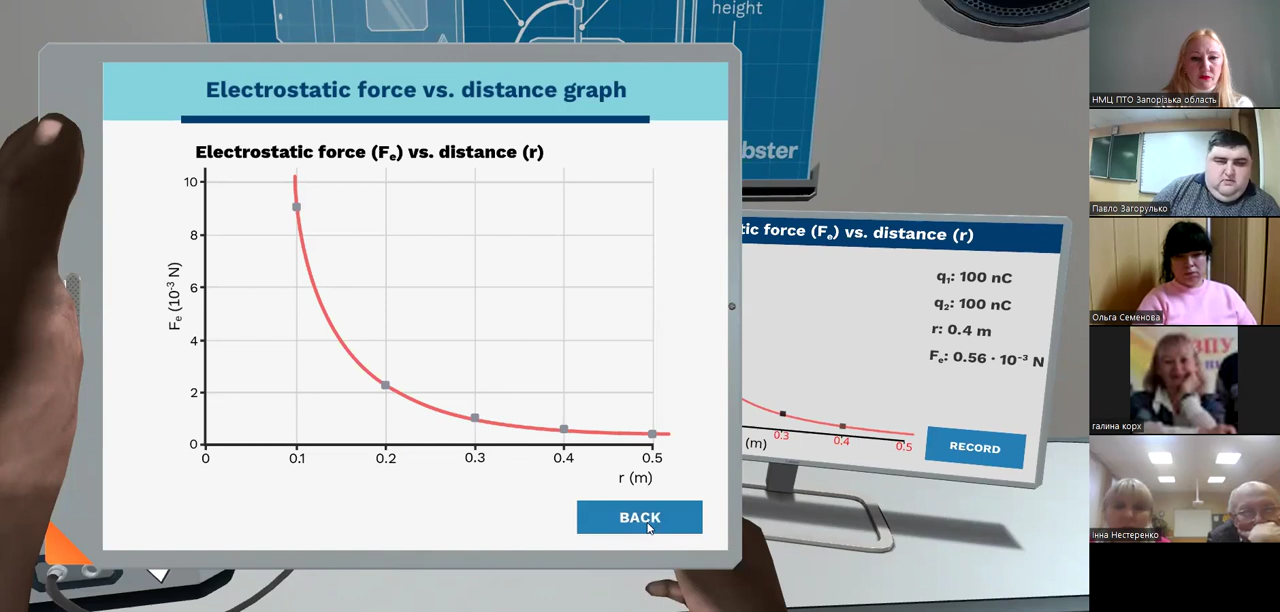 height
Electrostatic force vs. distance graph
Electrostatic force (Fₑ) vs. distance (r)
10
8
6
4
2
0
Fₑ (10⁻³ N)
0
0.1
0.2
0.3
0.4
0.5
r (m)
BACK
bster
tic force (Fₑ) vs. distance (r)
q₁: 100 nC
q₂: 100 nC
r: 0.4 m
Fₑ: 0.56 · 10⁻³ N
(m)
0.3
0.4
0.5
RECORD
НМЦ ПТО Запорізька область
Павло Загорулько
Ольга Семенова
ЗПУ
галина корх
Інна Нестеренко